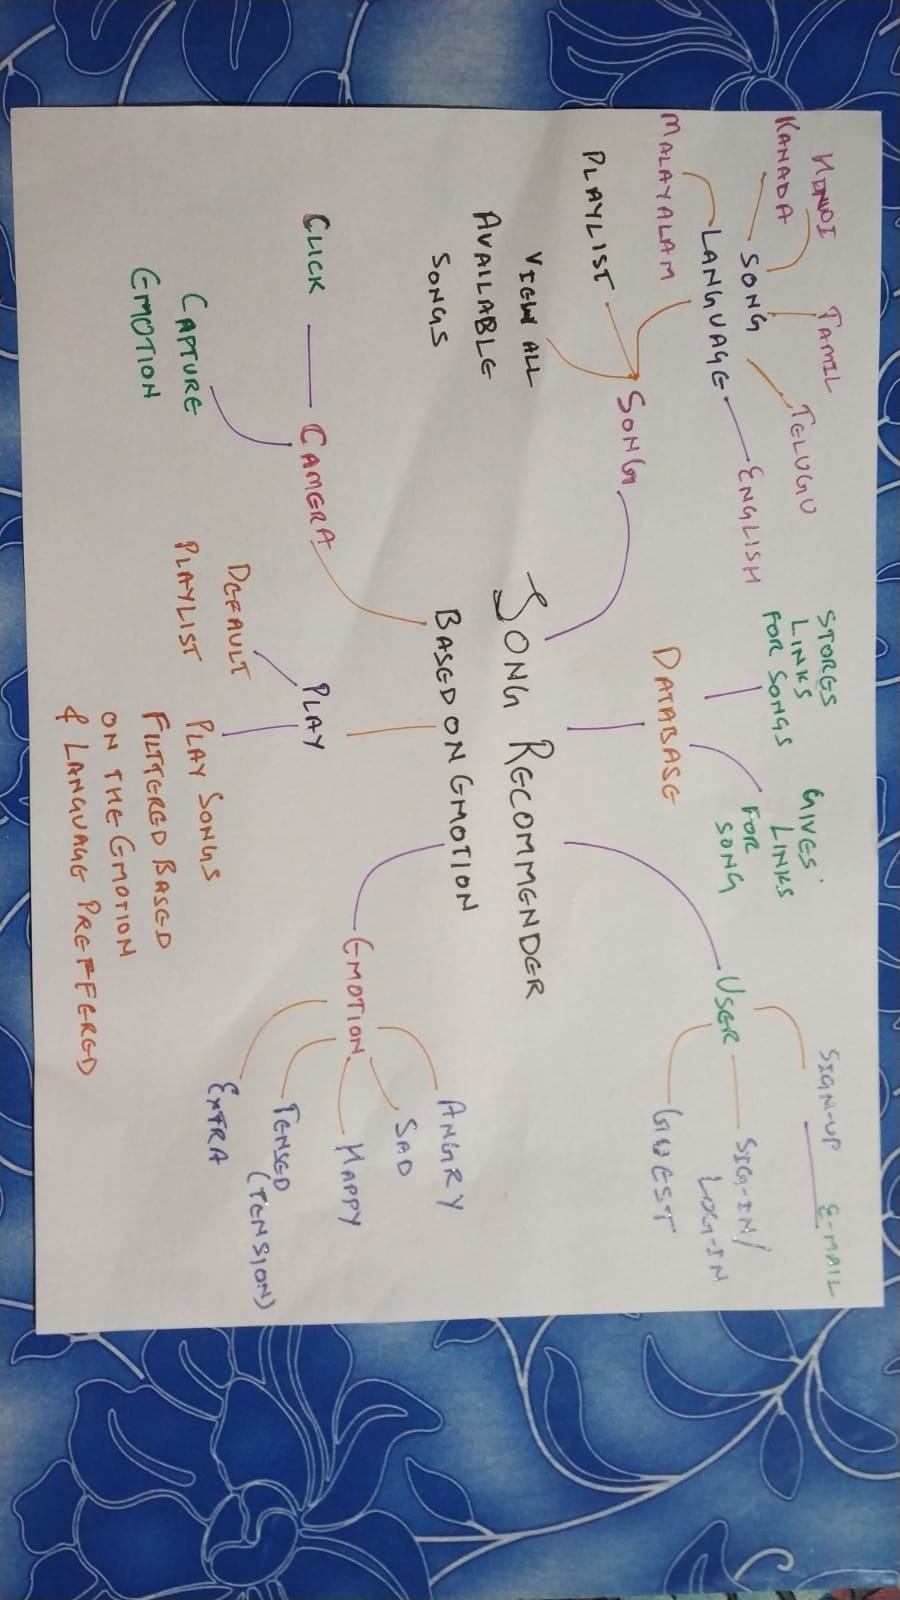 HINDI
KANADA
TAMIL
TELUGU
SONG
LANGUAGE
ENGLISH
MALAYALAM
PLAYLIST
VIEW ALL
AVAILABLE
SONGS
SONG
STORES
LINKS
FOR SONGS
GIVES
LINKS
FOR
SONG
DATABASE
SIGN-UP
E-MAIL
USER
SIG-IN/
LOG-IN
GUEST
SONG RECOMMENDER
BASED ON EMOTION
CLICK
CAMERA
CAPTURE
EMOTION
PLAY
DEFAULT
PLAYLIST
PLAY SONGS
FILTERED BASED
ON THE EMOTION
& LANGUAGE PREFFERED
EMOTION
ANGRY
SAD
HAPPY
TENSED
(TENSION)
EXTRA